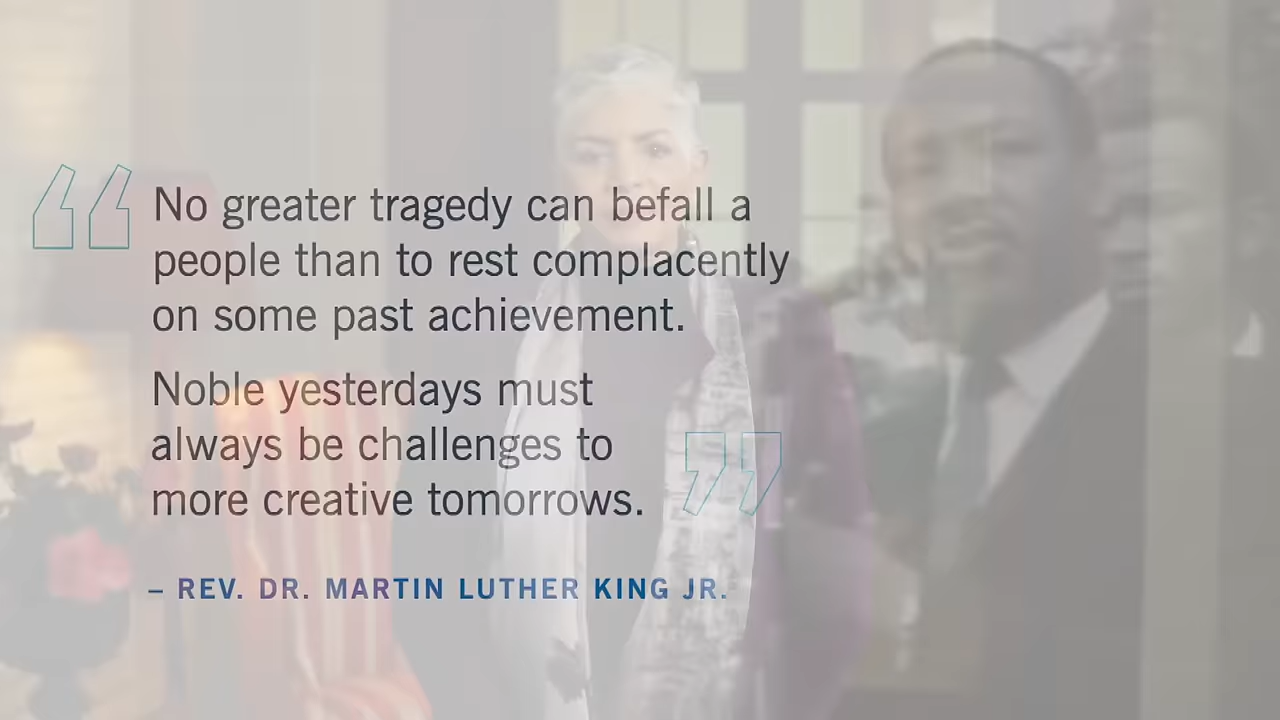 “ No greater tragedy can befall a
people than to rest complacently
on some past achievement.
Noble yesterdays must
always be challenges to
more creative tomorrows. ”
– REV. DR. MARTIN LUTHER KING JR.